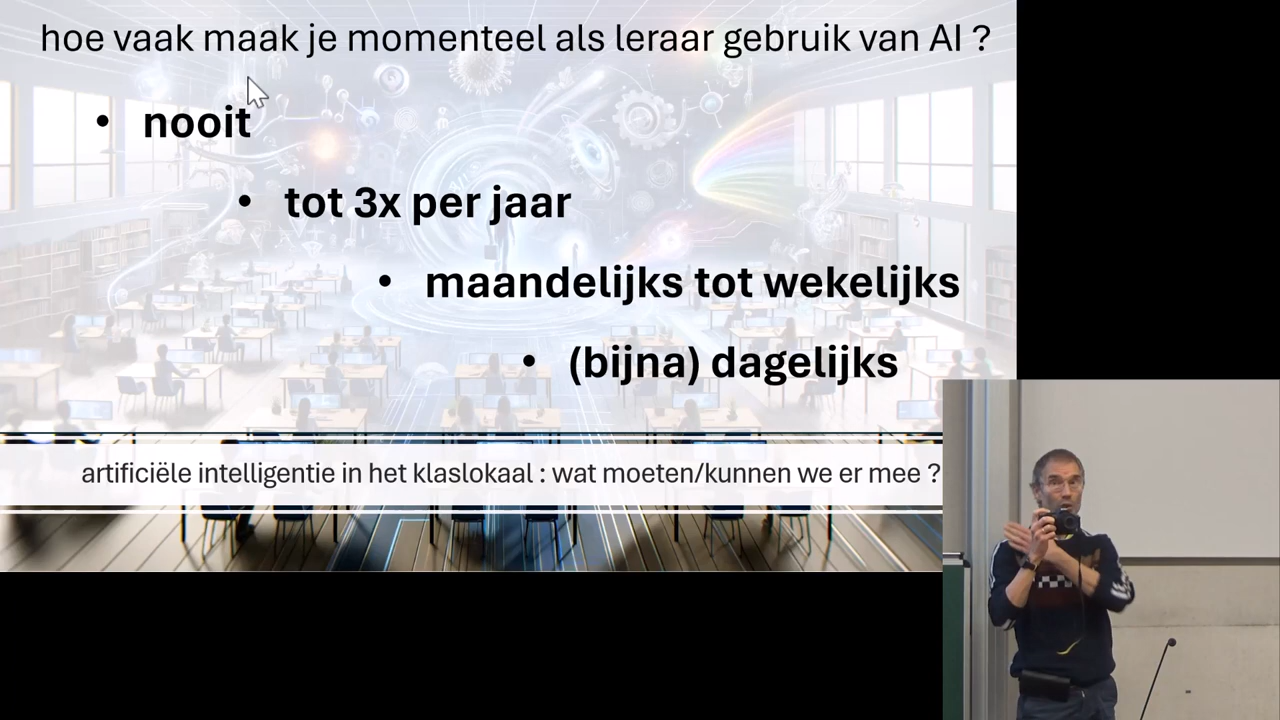 hoe vaak maak je momenteel als leraar gebruik van AI ?
• nooit
• tot 3x per jaar
• maandelijks tot wekelijks
• (bijna) dagelijks
artificiële intelligentie in het klaslokaal : wat moeten/kunnen we er mee ?